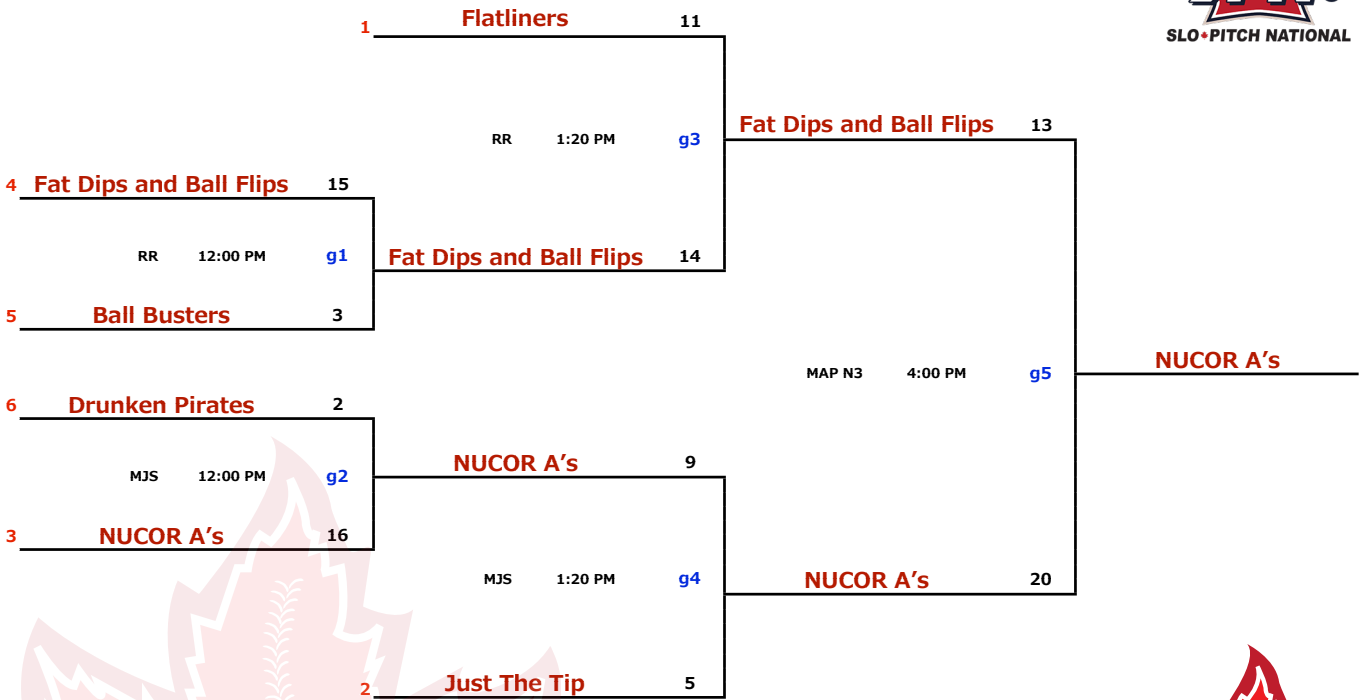 Flatliners 11
1
SLO PITCH NATIONAL
Fat Dips and Ball Flips 13
RR 1:20 PM g3
4 Fat Dips and Ball Flips 15
RR 12:00 PM g1
Fat Dips and Ball Flips 14
5 Ball Busters 3
NUCOR A’s
MAP N3 4:00 PM g5
6 Drunken Pirates 2
NUCOR A’s 9
MJS 12:00 PM g2
3 NUCOR A’s 16
MJS 1:20 PM g4
NUCOR A’s 20
2 Just The Tip 5